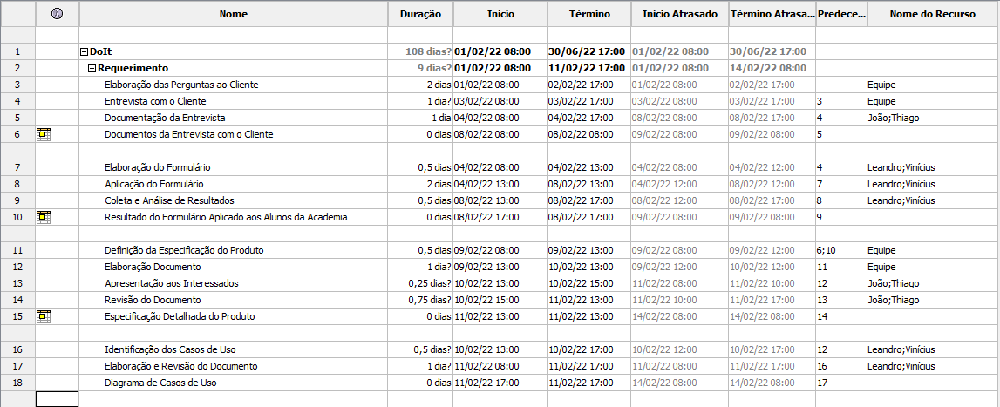 Nome Duração Início Término Início Atrasado Término Atrasa... Predece... Nome do Recurso
1 DoIt 108 dias? 01/02/22 08:00 30/06/22 17:00 01/02/22 08:00 30/06/22 17:00
2 Requerimento 9 dias? 01/02/22 08:00 11/02/22 17:00 01/02/22 08:00 14/02/22 08:00
3 Elaboração das Perguntas ao Cliente 2 dias 01/02/22 08:00 02/02/22 17:00 01/02/22 08:00 02/02/22 17:00 Equipe
4 Entrevista com o Cliente 1 dia? 03/02/22 08:00 03/02/22 17:00 03/02/22 08:00 03/02/22 17:00 3 Equipe
5 Documentação da Entrevista 1 dia 04/02/22 08:00 04/02/22 17:00 08/02/22 08:00 08/02/22 17:00 4 João;Thiago
6 Documentos da Entrevista com o Cliente 0 dias 08/02/22 08:00 08/02/22 08:00 09/02/22 08:00 09/02/22 08:00 5
7 Elaboração do Formulário 0,5 dias 04/02/22 08:00 04/02/22 13:00 04/02/22 08:00 04/02/22 12:00 4 Leandro;Vinícius
8 Aplicação do Formulário 2 dias 04/02/22 13:00 08/02/22 13:00 04/02/22 12:00 08/02/22 12:00 7 Leandro;Vinícius
9 Coleta e Análise de Resultados 0,5 dias 08/02/22 13:00 08/02/22 17:00 08/02/22 12:00 08/02/22 17:00 8 Leandro;Vinícius
10 Resultado do Formulário Aplicado aos Alunos da Academia 0 dias 08/02/22 17:00 08/02/22 17:00 09/02/22 08:00 09/02/22 08:00 9
11 Definição da Especificação do Produto 0,5 dias 09/02/22 08:00 09/02/22 13:00 09/02/22 08:00 09/02/22 12:00 6;10 Equipe
12 Elaboração Documento 1 dia? 09/02/22 13:00 10/02/22 13:00 09/02/22 12:00 10/02/22 12:00 11 Equipe
13 Apresentação aos Interessados 0,25 dias? 10/02/22 13:00 10/02/22 15:00 11/02/22 08:00 11/02/22 10:00 12 João;Thiago
14 Revisão do Documento 0,75 dias? 10/02/22 15:00 11/02/22 13:00 11/02/22 10:00 11/02/22 17:00 13 João;Thiago
15 Especificação Detalhada do Produto 0 dias 11/02/22 13:00 11/02/22 13:00 14/02/22 08:00 14/02/22 08:00 14
16 Identificação dos Casos de Uso 0,5 dias? 10/02/22 13:00 10/02/22 17:00 10/02/22 12:00 10/02/22 17:00 12 Leandro;Vinícius
17 Elaboração e Revisão do Documento 1 dia? 11/02/22 08:00 11/02/22 17:00 11/02/22 08:00 11/02/22 17:00 16 Leandro;Vinícius
18 Diagrama de Casos de Uso 0 dias 11/02/22 17:00 11/02/22 17:00 14/02/22 08:00 14/02/22 08:00 17